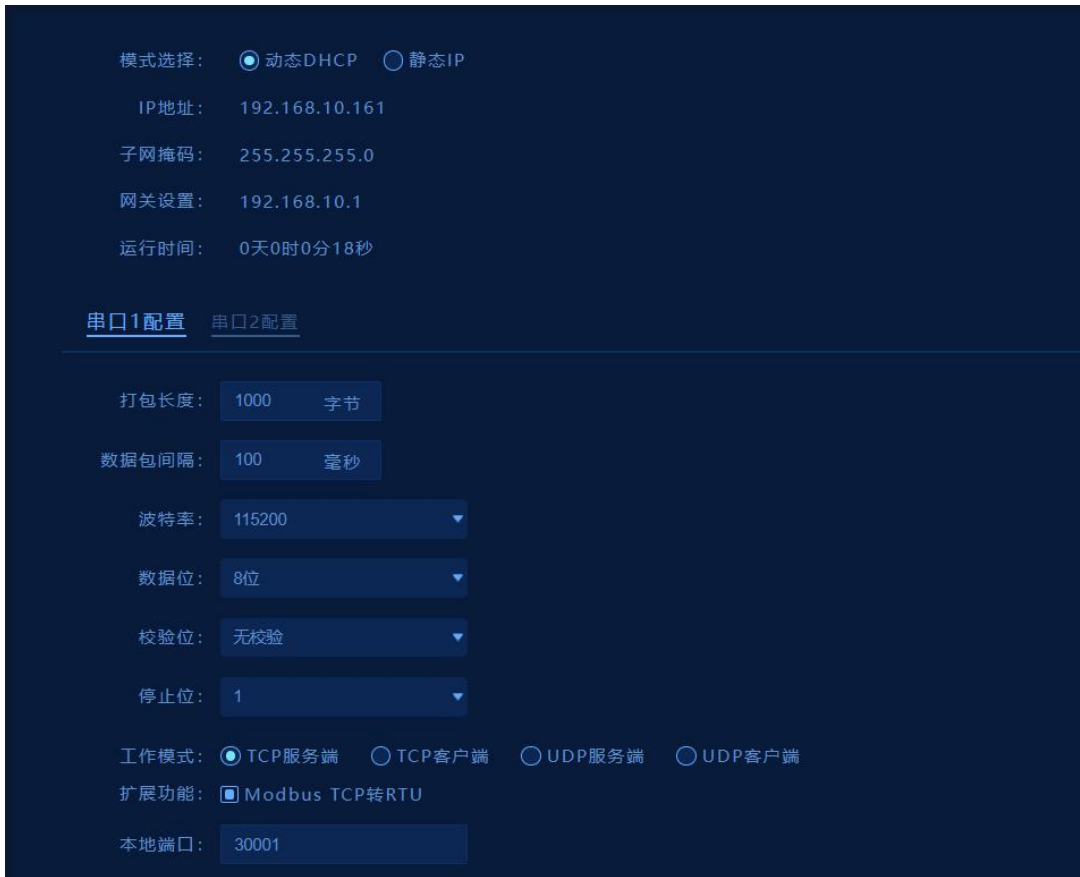 模式选择： 动态DHCP 静态IP
IP地址： 192.168.10.161
子网掩码： 255.255.255.0
网关设置： 192.168.10.1
运行时间： 0天0时0分18秒
串口1配置 串口2配置
打包长度： 1000 字节
数据包间隔： 100 毫秒
波特率： 115200
数据位： 8位
校验位： 无校验
停止位： 1
工作模式： TCP服务端 TCP客户端 UDP服务端 UDP客户端
扩展功能： Modbus TCP转RTU
本地端口： 30001